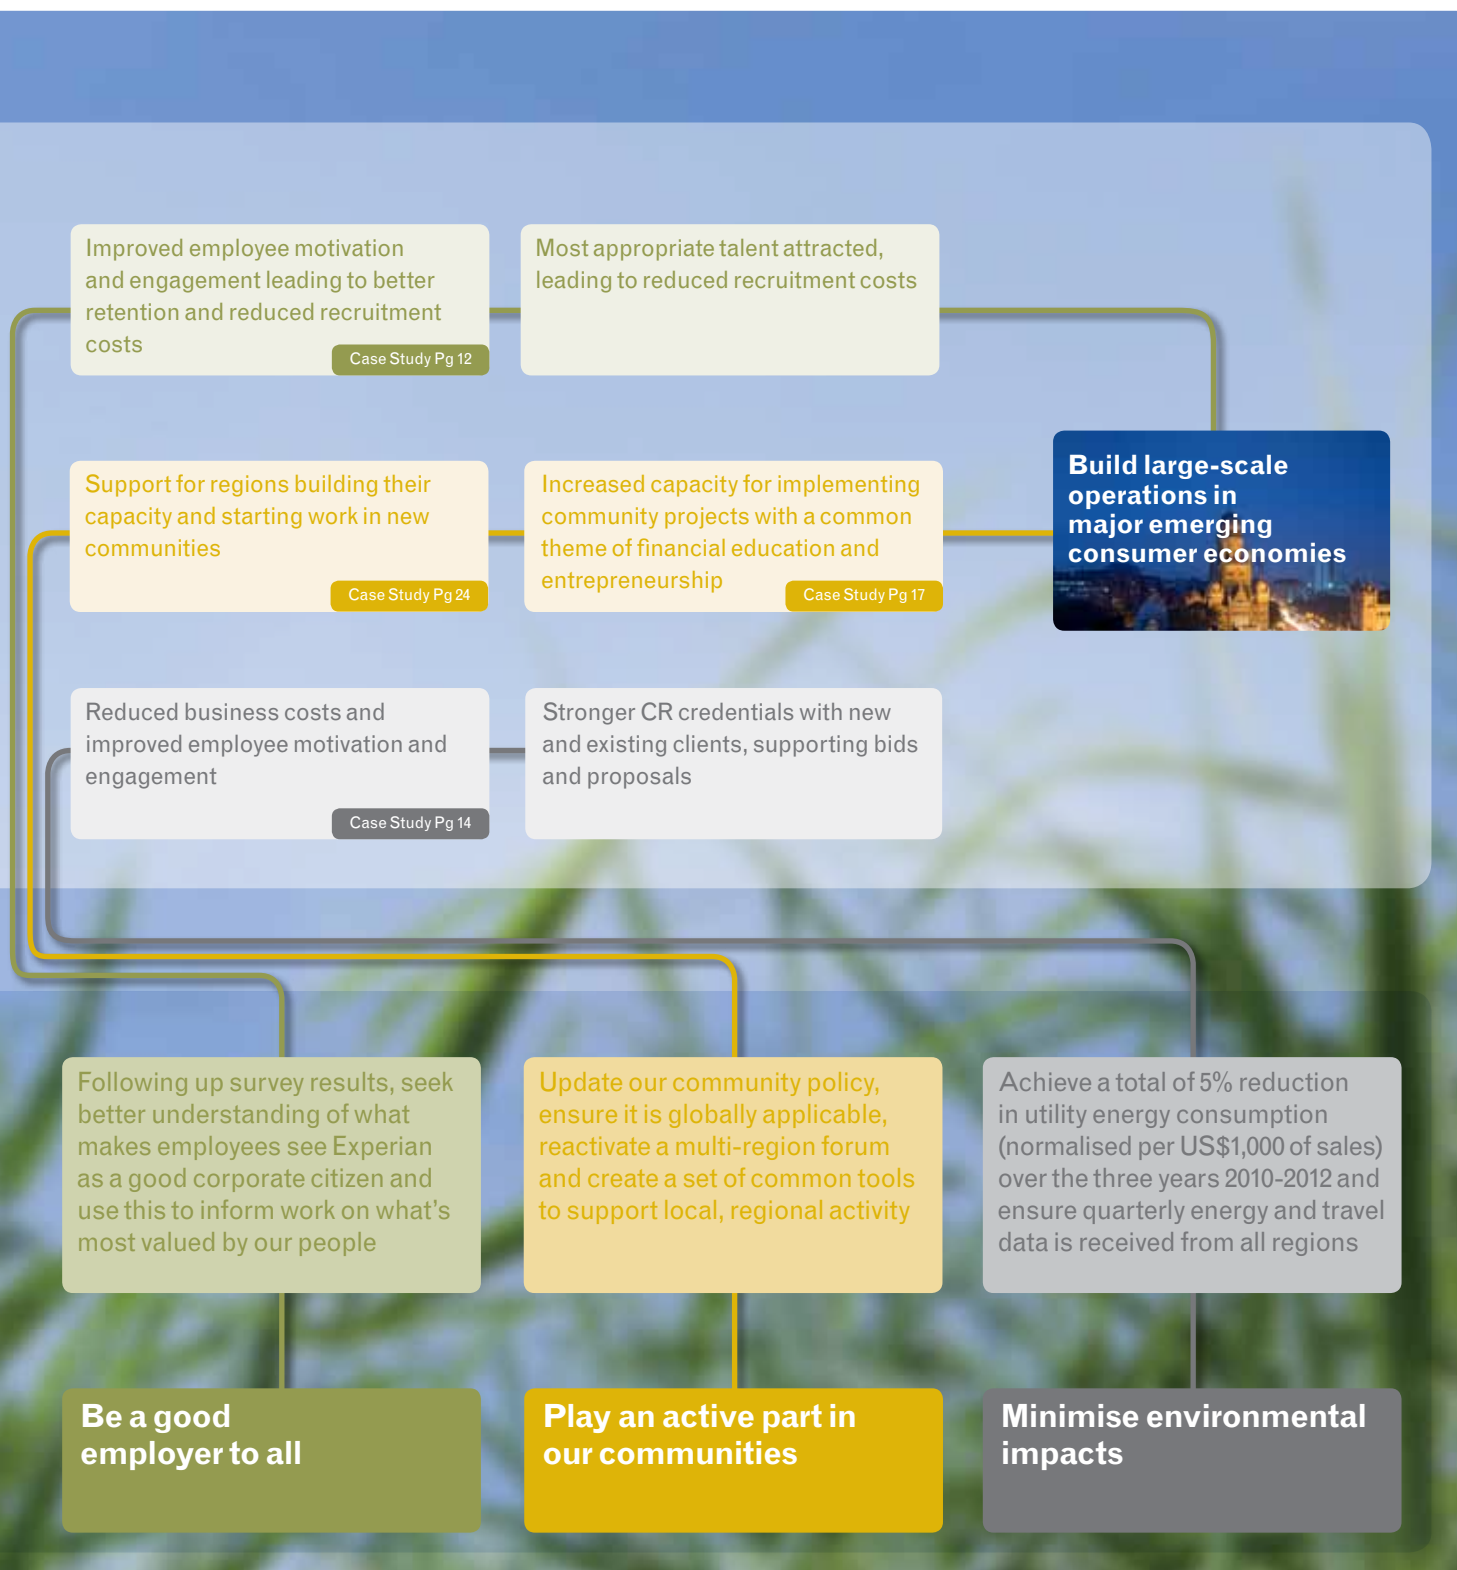 Improved employee motivation
and engagement leading to better
retention and reduced recruitment
costs
Case Study Pg 12
Most appropriate talent attracted,
leading to reduced recruitment costs
Support for regions building their
capacity and starting work in new
communities
Case Study Pg 24
Increased capacity for implementing
community projects with a common
theme of financial education and
entrepreneurship
Case Study Pg 17
Build large-scale
operations in
major emerging
consumer economies
Reduced business costs and
improved employee motivation and
engagement
Case Study Pg 14
Stronger CR credentials with new
and existing clients, supporting bids
and proposals
Following up survey results, seek
better understanding of what
makes employees see Experian
as a good corporate citizen and
use this to inform work on what's
most valued by our people
Update our community policy,
ensure it is globally applicable,
reactivate a multi-region forum
and create a set of common tools
to support local, regional activity
Achieve a total of 5% reduction
in utility energy consumption
(normalised per US$1,000 of sales)
over the three years 2010-2012 and
ensure quarterly energy and travel
data is received from all regions
Be a good
employer to all
Play an active part in
our communities
Minimise environmental
impacts